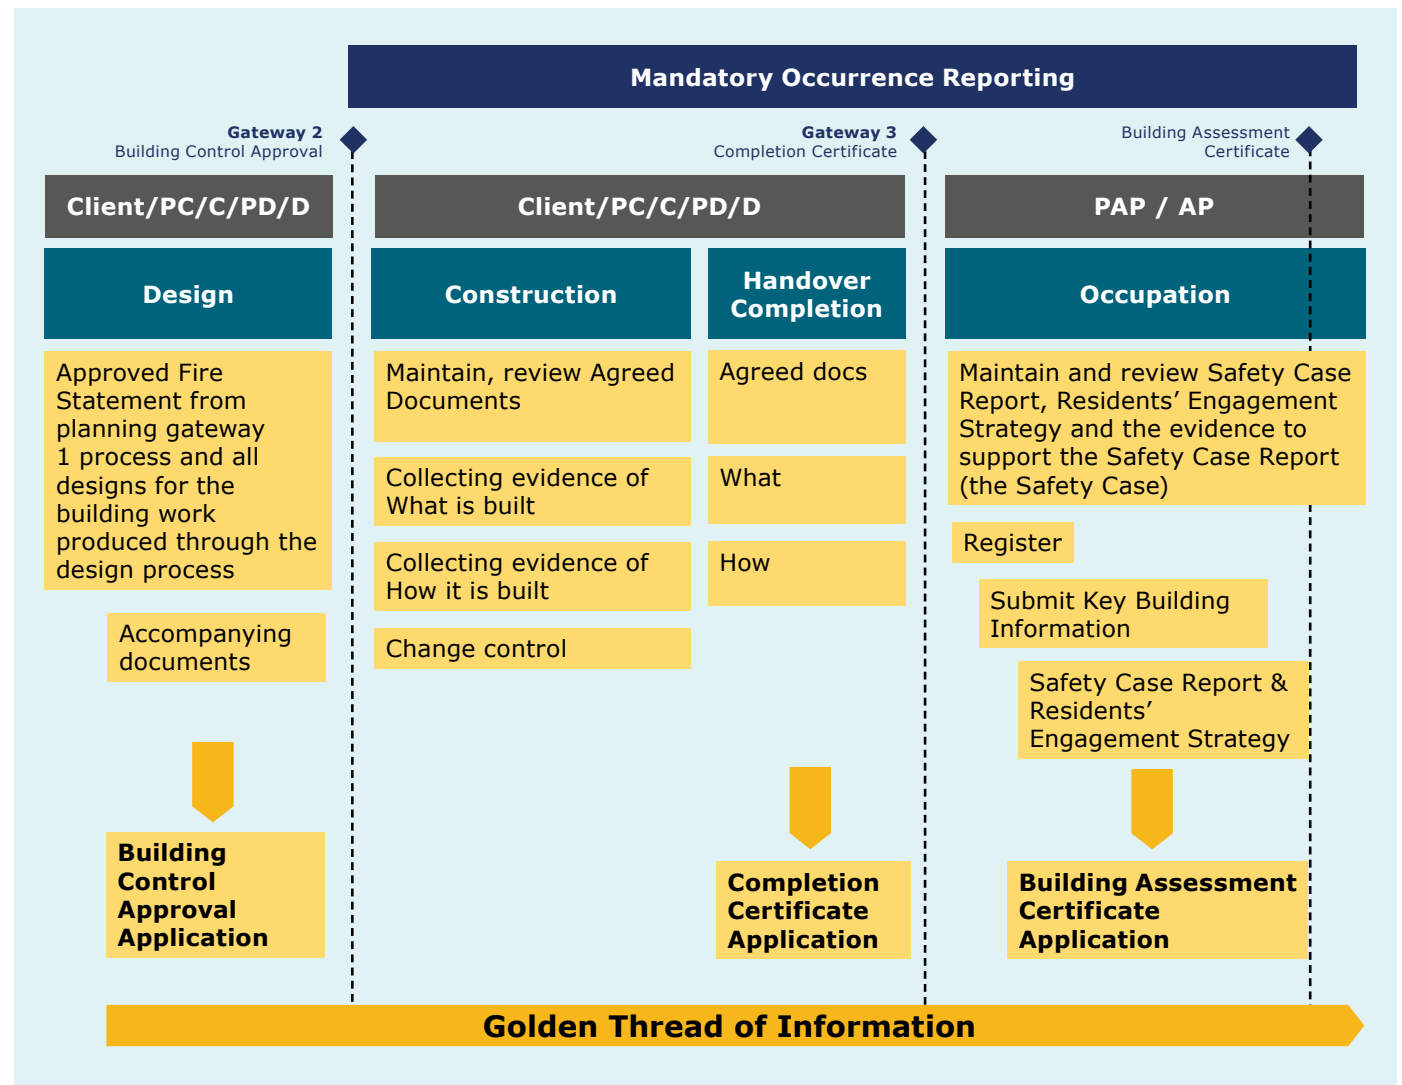 Mandatory Occurrence Reporting
Gateway 2
Building Control Approval
Gateway 3
Completion Certificate
Building Assessment
Certificate
Client/PC/C/PD/D
Client/PC/C/PD/D
PAP / AP
Design
Construction
Handover
Completion
Occupation
Approved Fire
Statement from
planning gateway
1 process and all
designs for the
building work
produced through the
design process
Accompanying
documents
Building
Control
Approval
Application
Maintain, review Agreed
Documents
Collecting evidence of
What is built
Collecting evidence of
How it is built
Change control
Agreed docs
What
How
Completion
Certificate
Application
Maintain and review Safety Case
Report, Residents’ Engagement
Strategy and the evidence to
support the Safety Case Report
(the Safety Case)
Register
Submit Key Building
Information
Safety Case Report &
Residents’
Engagement Strategy
Building Assessment
Certificate
Application
Golden Thread of Information